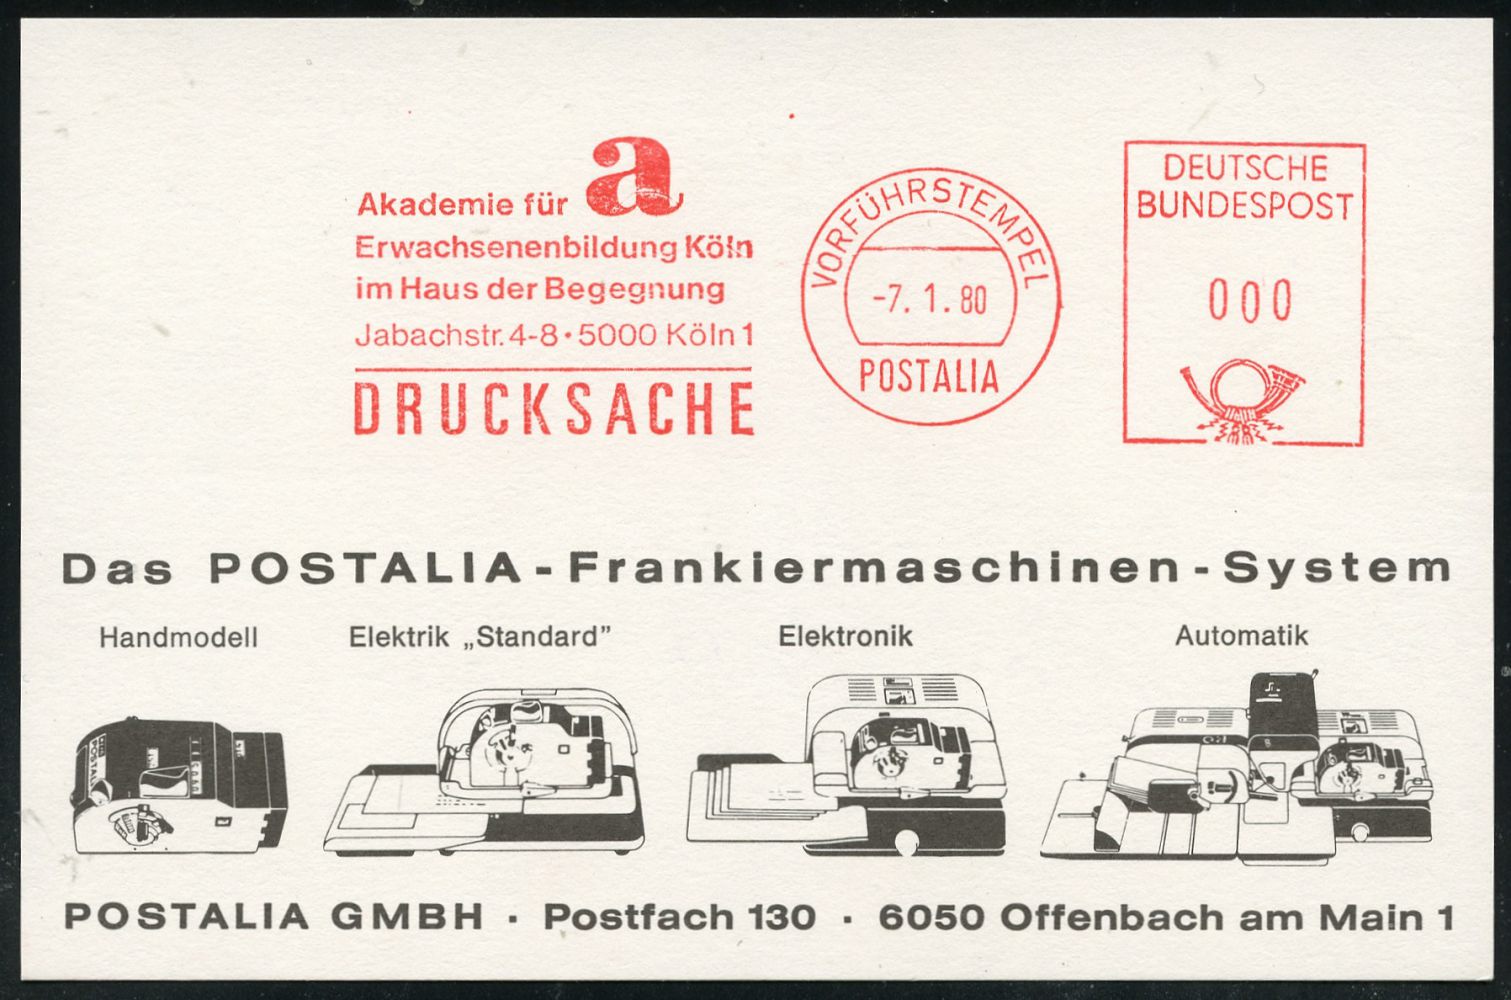 a
Akademie für
Erwachsenenbildung Köln
im Haus der Begegnung
Jabachstr. 4-8 • 5000 Köln 1
DRUCKSACHE
VORFÜHRSTEMPEL
-7. 1. 80
POSTALIA
DEUTSCHE
BUNDESPOST
000
Das POSTALIA-Frankiermaschinen-System
Handmodell
Elektrik „Standard”
Elektronik
Automatik
POSTALIA
POSTALIA GMBH · Postfach 130 · 6050 Offenbach am Main 1